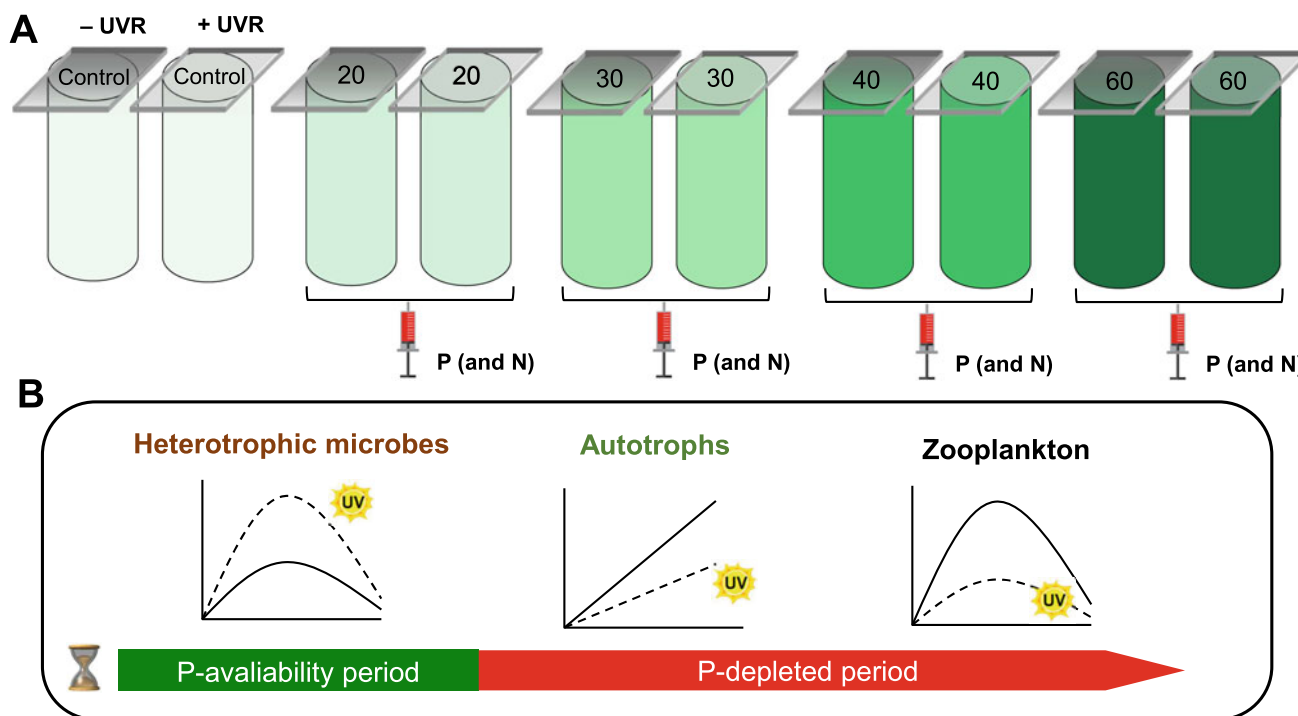 A
– UVR
+ UVR
Control
Control
20
20
30
30
40
40
60
60
P (and N)
P (and N)
P (and N)
P (and N)
B
Heterotrophic microbes
Autotrophs
Zooplankton
UV
UV
UV
P-avaliability period
P-depleted period